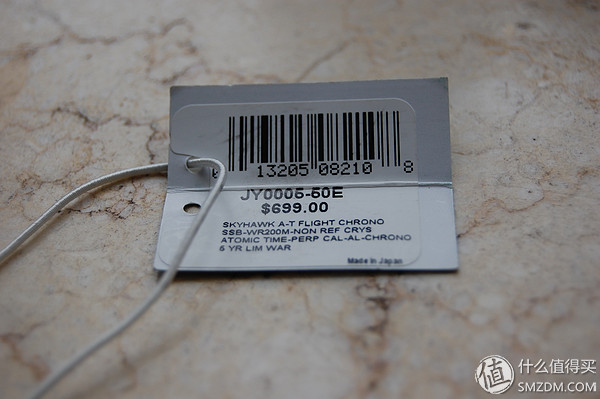 13205 08210 8
JY0005-50E
$699.00
SKYHAWK A-T FLIGHT CHRONO
SSB-WR200M-NON REF CRYS
ATOMIC TIME-PERP CAL-AL-CHRONO
5 YR LIM WAR
Made in Japan
值 什么值得买
SMZDM.COM